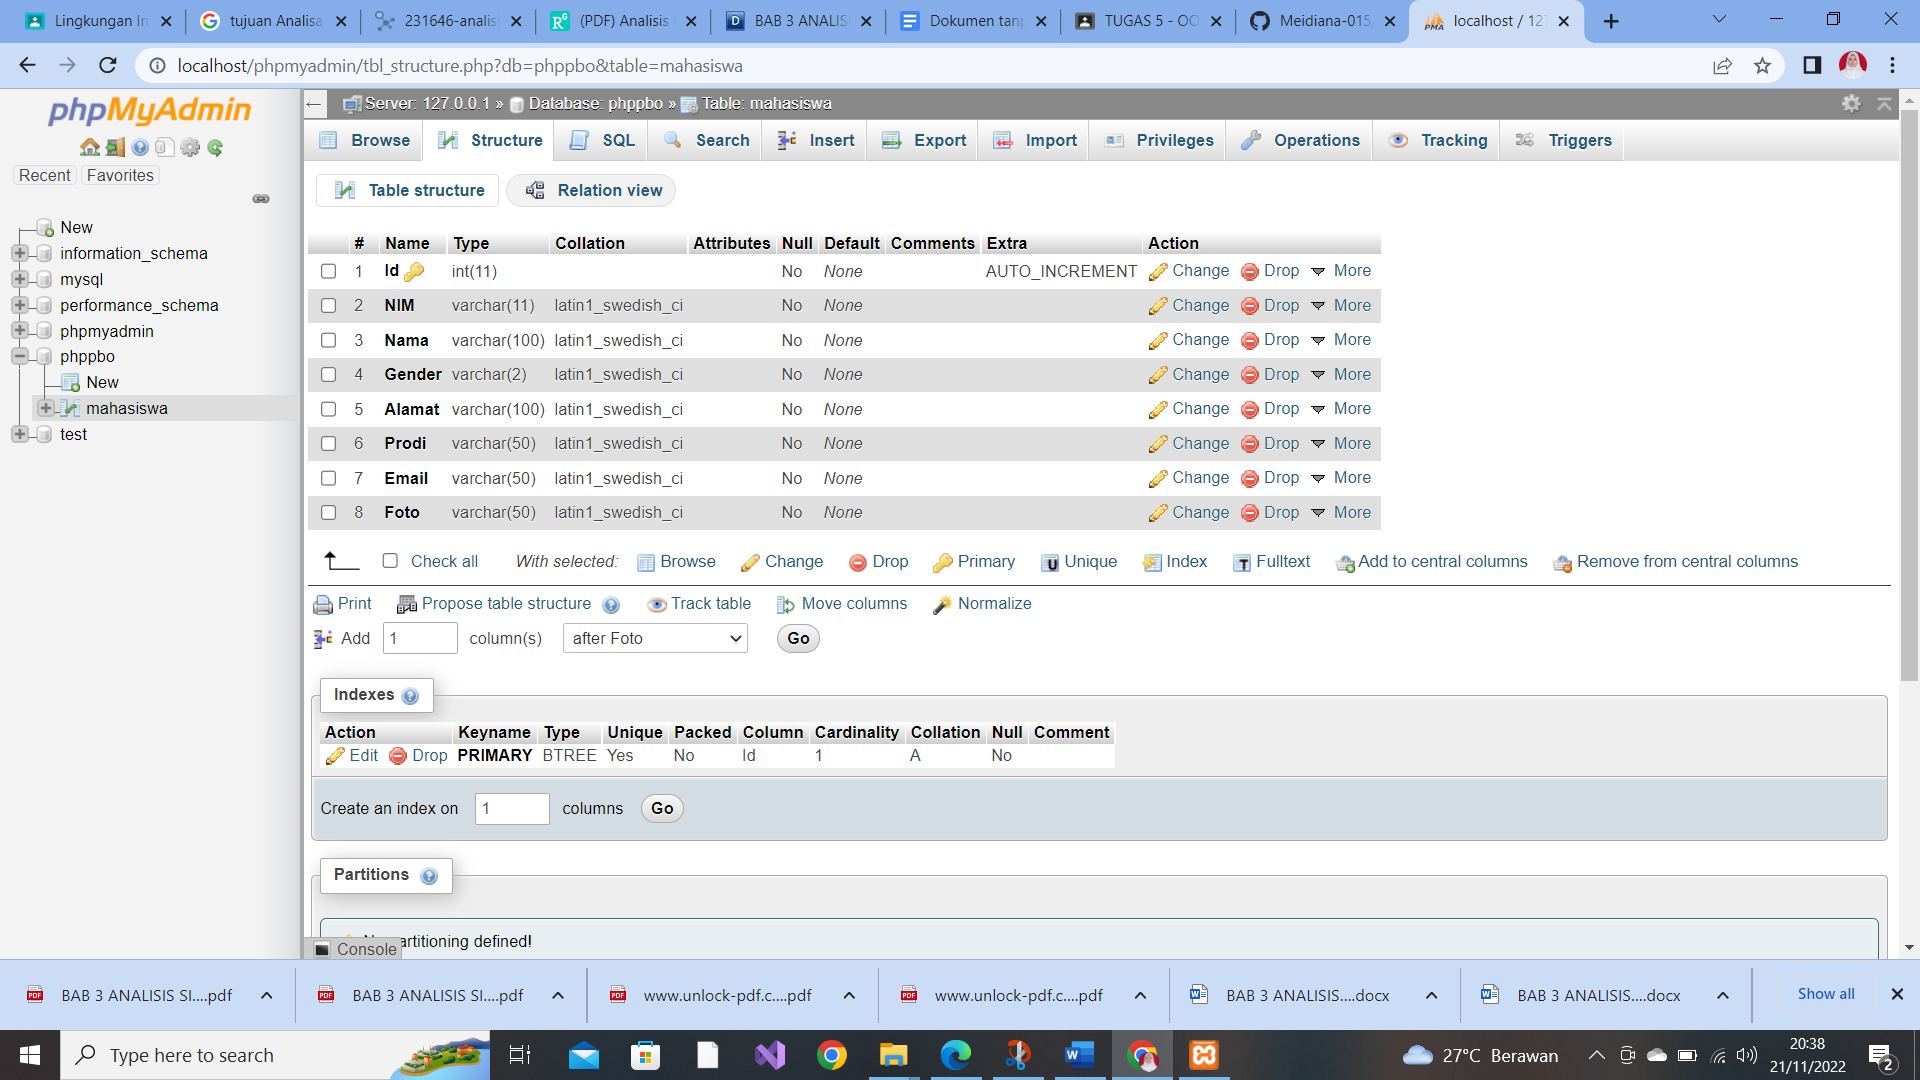 Lingkungan In
tujuan Analisa
231646-analisi
(PDF) Analisis
BAB 3 ANALISIS
Dokumen tanp
TUGAS 5 - OO
Meidiana-015
localhost / 127
localhost/phpmyadmin/tbl_structure.php?db=phppbo&table=mahasiswa
phpMyAdmin
Recent Favorites
New
information_schema
mysql
performance_schema
phpmyadmin
phppbo
New
mahasiswa
test
Server: 127.0.0.1 » Database: phppbo » Table: mahasiswa
Browse Structure SQL Search Insert Export Import Privileges Operations Tracking Triggers
Table structure Relation view
# Name Type Collation Attributes Null Default Comments Extra Action
1 Id int(11) No None AUTO_INCREMENT Change Drop More
2 NIM varchar(11) latin1_swedish_ci No None Change Drop More
3 Nama varchar(100) latin1_swedish_ci No None Change Drop More
4 Gender varchar(2) latin1_swedish_ci No None Change Drop More
5 Alamat varchar(100) latin1_swedish_ci No None Change Drop More
6 Prodi varchar(50) latin1_swedish_ci No None Change Drop More
7 Email varchar(50) latin1_swedish_ci No None Change Drop More
8 Foto varchar(50) latin1_swedish_ci No None Change Drop More
Check all With selected: Browse Change Drop Primary Unique Index Fulltext Add to central columns Remove from central columns
Print Propose table structure Track table Move columns Normalize
Add 1 column(s) after Foto Go
Indexes
Action Keyname Type Unique Packed Column Cardinality Collation Null Comment
Edit Drop PRIMARY BTREE Yes No Id 1 A No
Create an index on 1 columns Go
Partitions
artitioning defined!
Console
BAB 3 ANALISIS SI....pdf
BAB 3 ANALISIS SI....pdf
www.unlock-pdf.c....pdf
www.unlock-pdf.c....pdf
BAB 3 ANALISIS....docx
BAB 3 ANALISIS....docx
Show all
Type here to search
27°C Berawan
20:38
21/11/2022
2